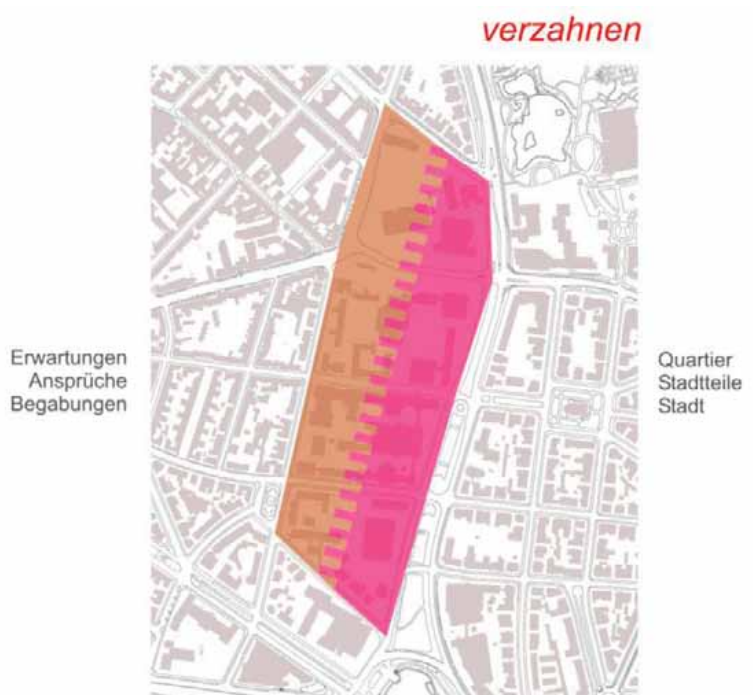 verzahnen
Erwartungen
Ansprüche
Begabungen
Quartier
Stadtteile
Stadt